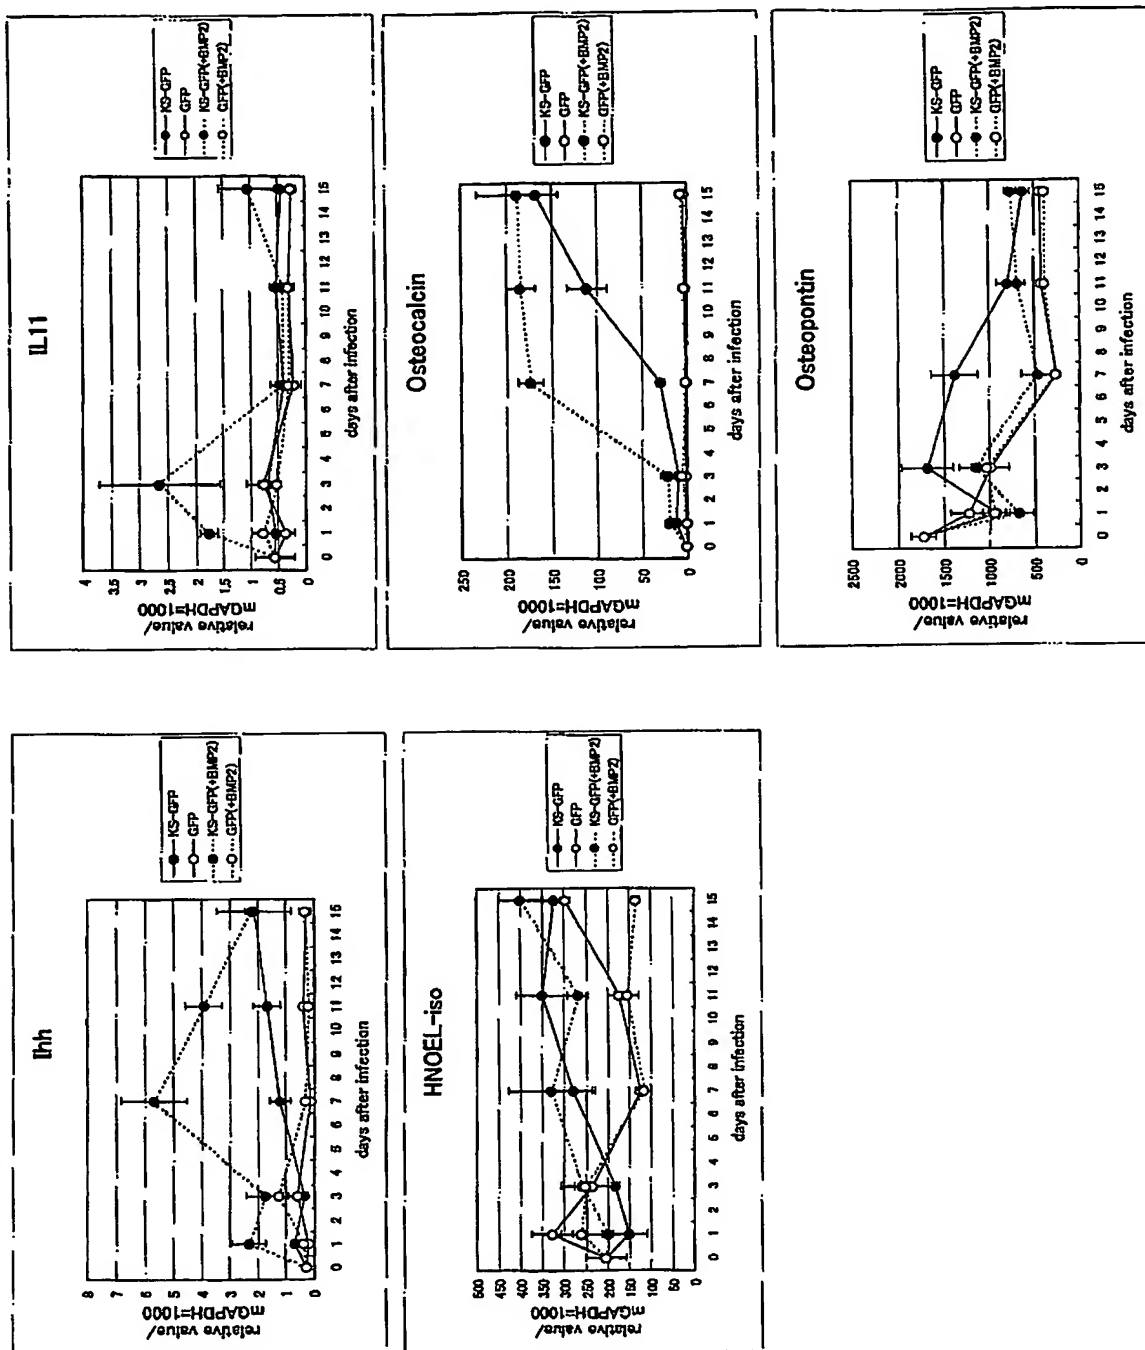 IL11
relative value/
mGAPDH=1000
4
3.5
3
2.5
2
1.5
1
0.5
0
0 1 2 3 4 5 6 7 8 9 10 11 12 13 14 15
days after infection
KS-GFP
GFP
KS-GFP(+BMP2)
GFP(+BMP2)
Osteocalcin
relative value/
mGAPDH=1000
250
200
150
100
50
0
0 1 2 3 4 5 6 7 8 9 10 11 12 13 14 15
days after infection
KS-GFP
GFP
KS-GFP(+BMP2)
GFP(+BMP2)
Osteopontin
relative value/
mGAPDH=1000
2500
2000
1500
1000
500
0
0 1 2 3 4 5 6 7 8 9 10 11 12 13 14 15
days after infection
KS-GFP
GFP
KS-GFP(+BMP2)
GFP(+BMP2)
Ihh
relative value/
mGAPDH=1000
8
7
6
5
4
3
2
1
0
0 1 2 3 4 5 6 7 8 9 10 11 12 13 14 15
days after infection
KS-GFP
GFP
KS-GFP(+BMP2)
GFP(+BMP2)
HNOEL-iso
relative value/
mGAPDH=1000
500
450
400
350
300
250
200
150
100
50
0
0 1 2 3 4 5 6 7 8 9 10 11 12 13 14 15
days after infection
KS-GFP
GFP
KS-GFP(+BMP2)
GFP(+BMP2)